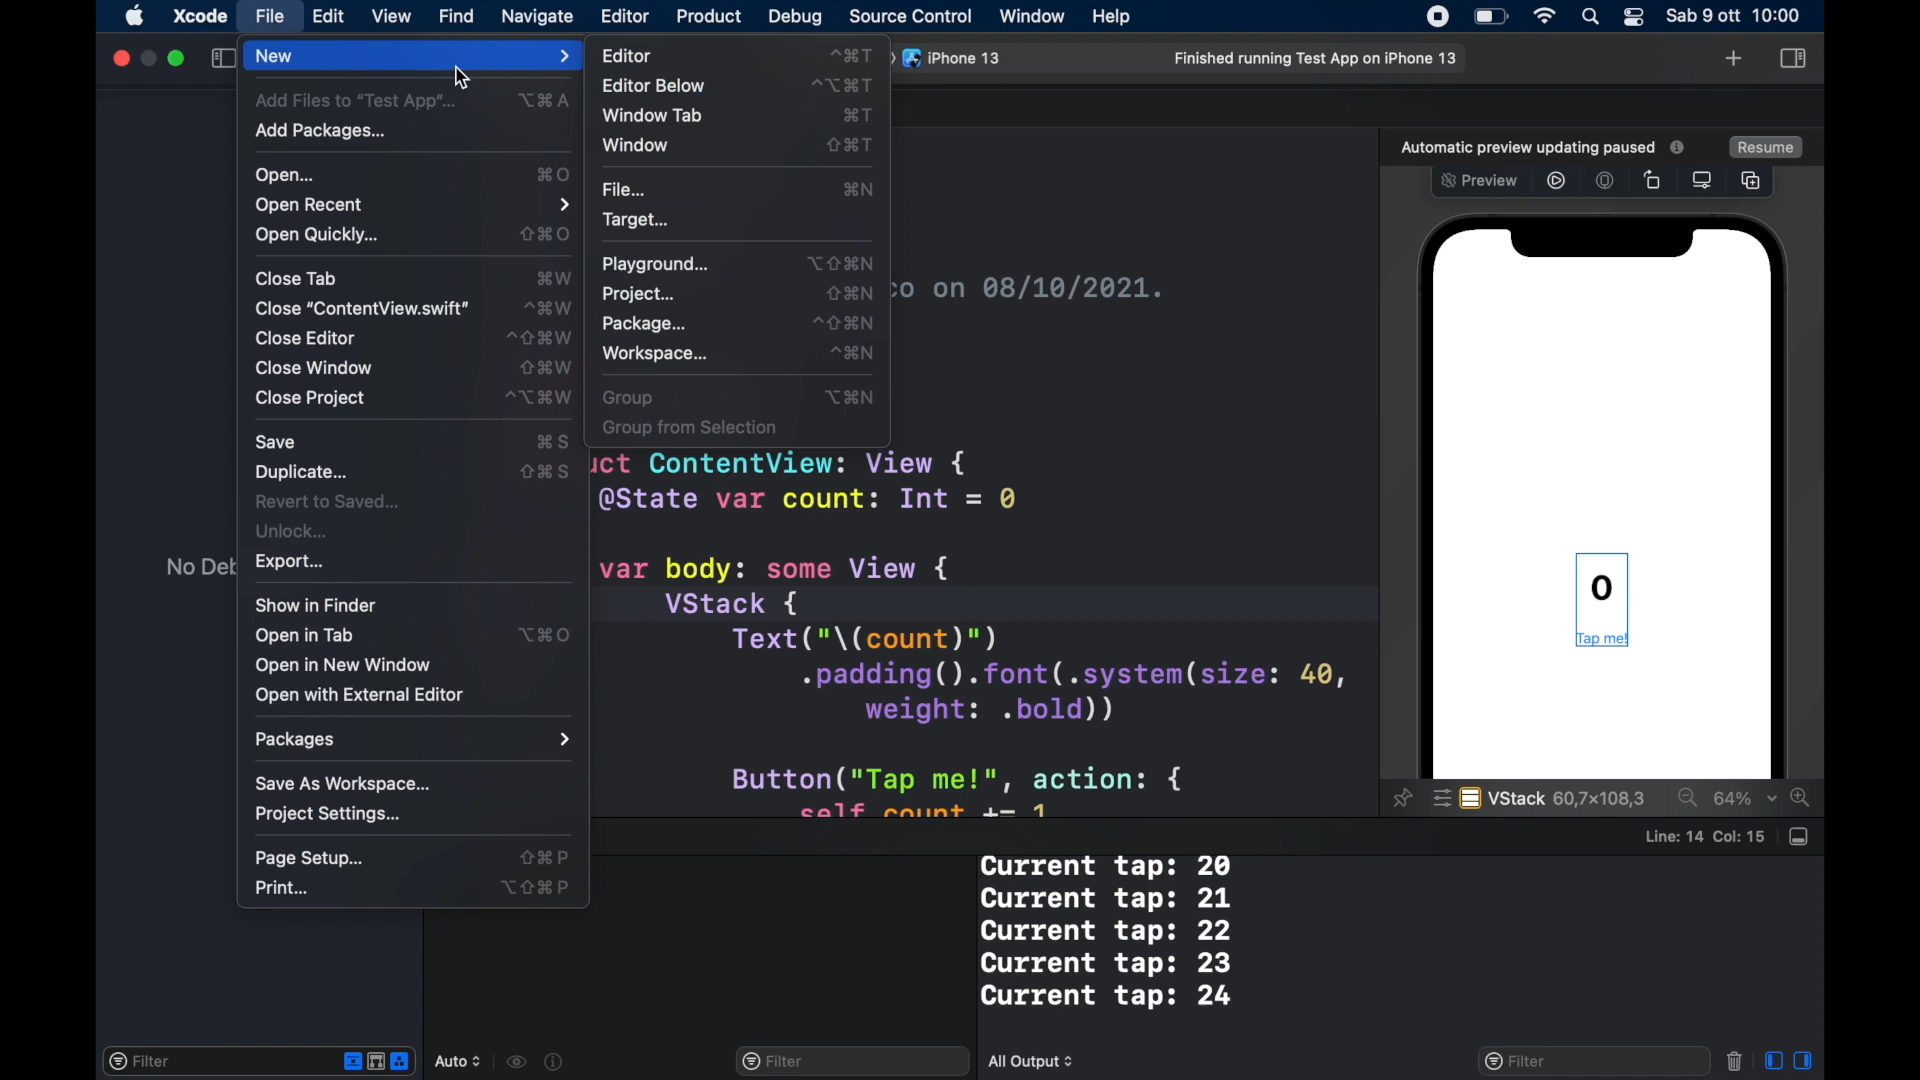 Xcode File Edit View Find Navigate Editor Product Debug Source Control Window Help Sab 9 ott 10:00
iPhone 13 Finished running Test App on iPhone 13
New
Add Files to "Test App"... ⌥⌘A
Add Packages...
Open... ⌘O
Open Recent
Open Quickly... ⇧⌘O
Close Tab ⌘W
Close "ContentView.swift" ^⌘W
Close Editor ^⇧⌘W
Close Window ⇧⌘W
Close Project ^⌥⌘W
Save ⌘S
Duplicate... ⇧⌘S
Revert to Saved...
Unlock...
Export...
Show in Finder
Open in Tab ⌥⌘O
Open in New Window
Open with External Editor
Packages
Save As Workspace...
Project Settings...
Page Setup... ⇧⌘P
Print... ⌥⇧⌘P
Editor ^⌘T
Editor Below ^⌥⌘T
Window Tab ⌘T
Window ⇧⌘T
File... ⌘N
Target...
Playground... ⌥⇧⌘N
Project... ⇧⌘N
Package... ^⇧⌘N
Workspace... ^⌘N
Group ⌥⌘N
Group from Selection
No Deb
co on 08/10/2021.
uct ContentView: View {
@State var count: Int = 0
var body: some View {
VStack {
Text("\(count)")
.padding().font(.system(size: 40,
weight: .bold))
Button("Tap me!", action: {
self.count += 1
Automatic preview updating paused Resume
Preview
0
Tap me!
VStack 60,7×108,3 64%
Line: 14 Col: 15
Current tap: 20
Current tap: 21
Current tap: 22
Current tap: 23
Current tap: 24
Filter Auto Filter All Output Filter